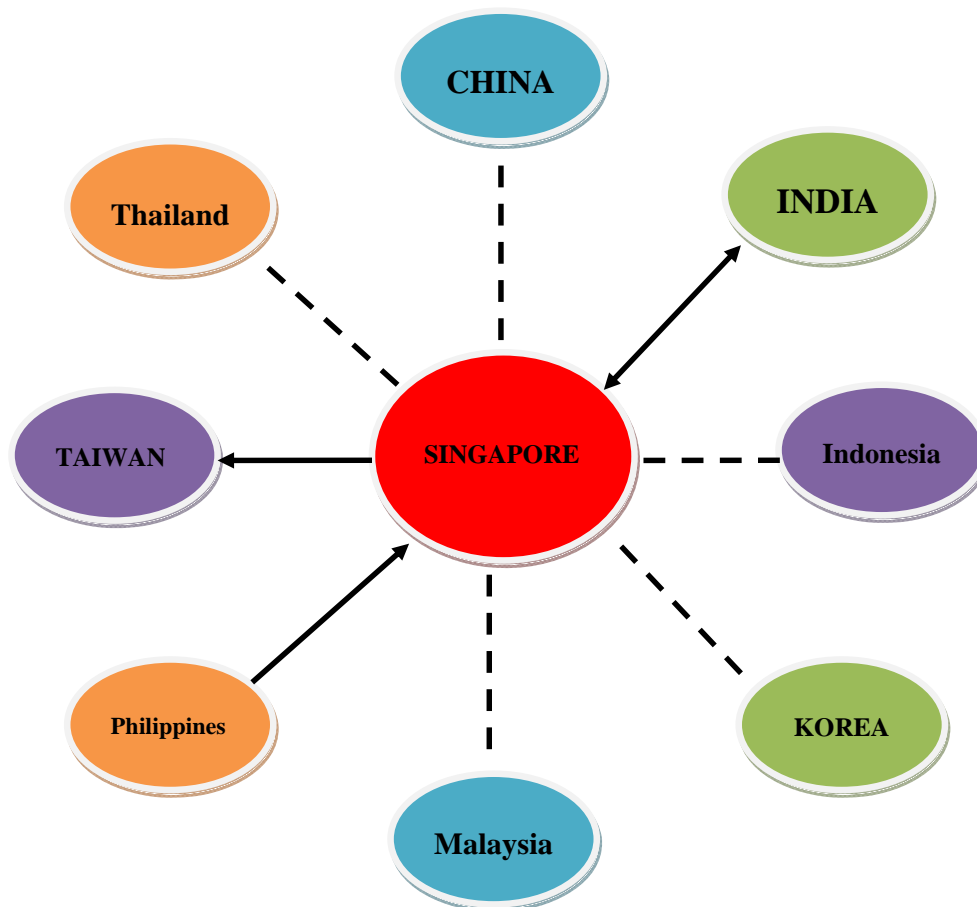 CHINA
INDIA
Thailand
SINGAPORE
Indonesia
TAIWAN
Philippines
KOREA
Malaysia